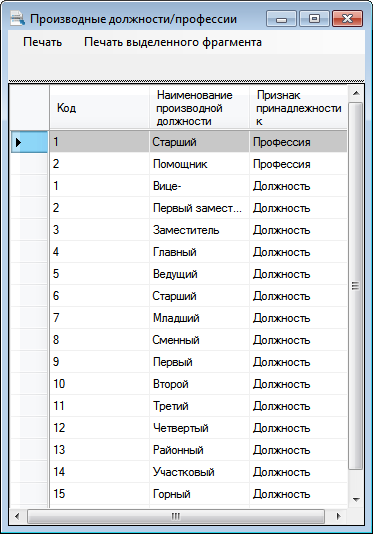 Производные должности/профессии
Печать Печать выделенного фрагмента
Код Наименование производной должности Признак принадлежности к
1 Старший Профессия
2 Помощник Профессия
1 Вице- Должность
2 Первый замест... Должность
3 Заместитель Должность
4 Главный Должность
5 Ведущий Должность
6 Старший Должность
7 Младший Должность
8 Сменный Должность
9 Первый Должность
10 Второй Должность
11 Третий Должность
12 Четвертый Должность
13 Районный Должность
14 Участковый Должность
15 Горный Должность